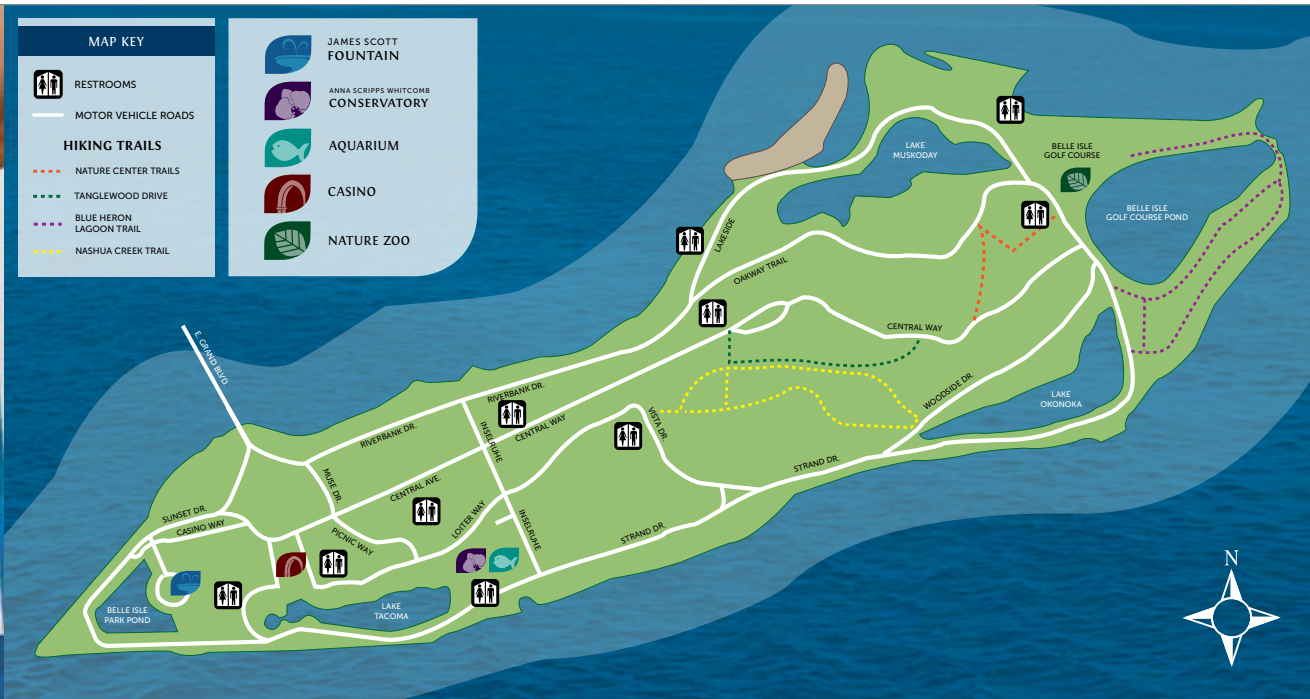 MAP KEY
RESTROOMS
MOTOR VEHICLE ROADS
HIKING TRAILS
NATURE CENTER TRAILS
TANGLEWOOD DRIVE
BLUE HERON
LAGOON TRAIL
NASHUA CREEK TRAIL
JAMES SCOTT
FOUNTAIN
ANNA SCRIPPS WHITCOMB
CONSERVATORY
AQUARIUM
CASINO
NATURE ZOO
LAKE
MUSKODAY
BELLE ISLE
GOLF COURSE
BELLE ISLE
GOLF COURSE POND
LAKESIDE
OAKWAY TRAIL
CENTRAL WAY
E. GRAND BLVD.
WOODSIDE DR.
LAKE
OKONOKA
RIVERBANK DR.
RIVERBANK DR.
INSELRUHE
CENTRAL WAY
VISTA DR.
STRAND DR.
MUSE DR.
CENTRAL AVE.
SUNSET DR.
CASINO WAY
PICNIC WAY
LOITER WAY
INSELRUHE
STRAND DR.
BELLE ISLE
PARK POND
LAKE
TACOMA
N